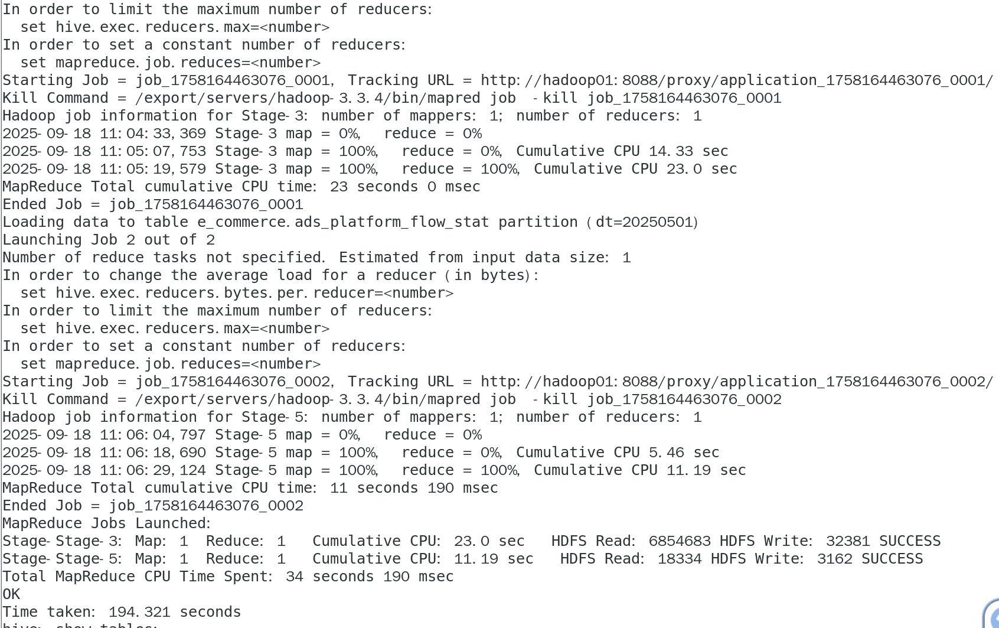 In order to limit the maximum number of reducers:
  set hive.exec.reducers.max=<number>
In order to set a constant number of reducers:
  set mapreduce.job.reduces=<number>
Starting Job = job_1758164463076_0001, Tracking URL = http://hadoop01:8088/proxy/application_1758164463076_0001/
Kill Command = /export/servers/hadoop-3.3.4/bin/mapred job  -kill job_1758164463076_0001
Hadoop job information for Stage-3: number of mappers: 1; number of reducers: 1
2025-09-18 11:04:33,369 Stage-3 map = 0%,  reduce = 0%
2025-09-18 11:05:07,753 Stage-3 map = 100%,  reduce = 0%, Cumulative CPU 14.33 sec
2025-09-18 11:05:19,579 Stage-3 map = 100%,  reduce = 100%, Cumulative CPU 23.0 sec
MapReduce Total cumulative CPU time: 23 seconds 0 msec
Ended Job = job_1758164463076_0001
Loading data to table e_commerce.ads_platform_flow_stat partition (dt=20250501)
Launching Job 2 out of 2
Number of reduce tasks not specified. Estimated from input data size: 1
In order to change the average load for a reducer (in bytes):
  set hive.exec.reducers.bytes.per.reducer=<number>
In order to limit the maximum number of reducers:
  set hive.exec.reducers.max=<number>
In order to set a constant number of reducers:
  set mapreduce.job.reduces=<number>
Starting Job = job_1758164463076_0002, Tracking URL = http://hadoop01:8088/proxy/application_1758164463076_0002/
Kill Command = /export/servers/hadoop-3.3.4/bin/mapred job  -kill job_1758164463076_0002
Hadoop job information for Stage-5: number of mappers: 1; number of reducers: 1
2025-09-18 11:06:04,797 Stage-5 map = 0%,  reduce = 0%
2025-09-18 11:06:18,690 Stage-5 map = 100%,  reduce = 0%, Cumulative CPU 5.46 sec
2025-09-18 11:06:29,124 Stage-5 map = 100%,  reduce = 100%, Cumulative CPU 11.19 sec
MapReduce Total cumulative CPU time: 11 seconds 190 msec
Ended Job = job_1758164463076_0002
MapReduce Jobs Launched:
Stage-Stage-3: Map: 1  Reduce: 1   Cumulative CPU: 23.0 sec   HDFS Read: 6854683 HDFS Write: 32381 SUCCESS
Stage-Stage-5: Map: 1  Reduce: 1   Cumulative CPU: 11.19 sec   HDFS Read: 18334 HDFS Write: 3162 SUCCESS
Total MapReduce CPU Time Spent: 34 seconds 190 msec
OK
Time taken: 194.321 seconds
hive> show tables;